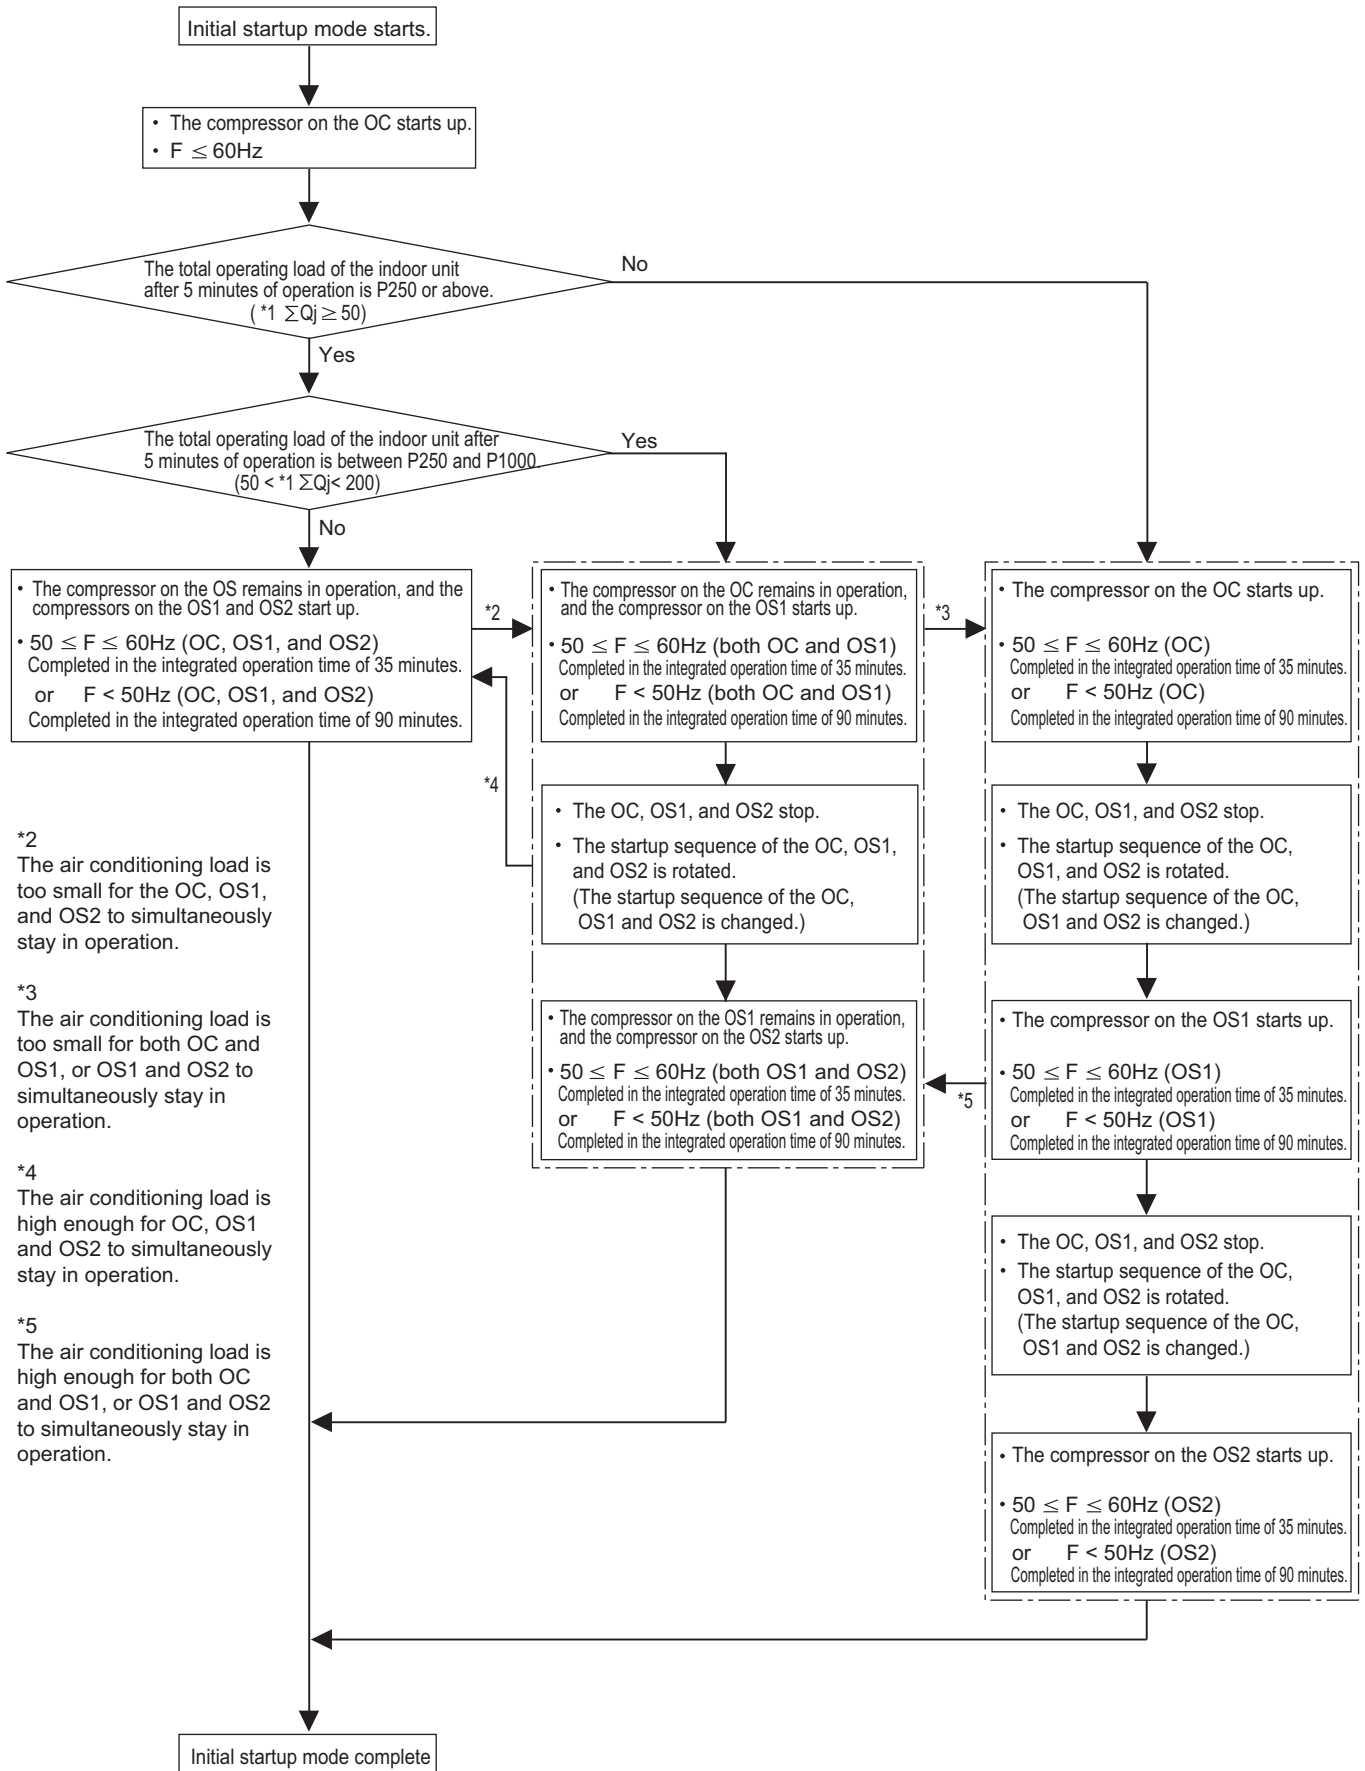 Initial startup mode starts.
• The compressor on the OC starts up.
• F ≤ 60Hz
The total operating load of the indoor unit
after 5 minutes of operation is P250 or above.
( *1 ∑Qj ≥ 50)
No
Yes
The total operating load of the indoor unit after
5 minutes of operation is between P250 and P1000.
(50 < *1 ∑Qj< 200)
Yes
No
• The compressor on the OS remains in operation, and the
compressors on the OS1 and OS2 start up.
• 50 ≤ F ≤ 60Hz (OC, OS1, and OS2)
Completed in the integrated operation time of 35 minutes.
or F < 50Hz (OC, OS1, and OS2)
Completed in the integrated operation time of 90 minutes.
*2
• The compressor on the OC remains in operation,
and the compressor on the OS1 starts up.
• 50 ≤ F ≤ 60Hz (both OC and OS1)
Completed in the integrated operation time of 35 minutes.
or F < 50Hz (both OC and OS1)
Completed in the integrated operation time of 90 minutes.
*3
• The compressor on the OC starts up.
• 50 ≤ F ≤ 60Hz (OC)
Completed in the integrated operation time of 35 minutes.
or F < 50Hz (OC)
Completed in the integrated operation time of 90 minutes.
*4
• The OC, OS1, and OS2 stop.
• The startup sequence of the OC, OS1,
and OS2 is rotated.
(The startup sequence of the OC,
OS1 and OS2 is changed.)
• The OC, OS1, and OS2 stop.
• The startup sequence of the OC,
OS1, and OS2 is rotated.
(The startup sequence of the OC,
OS1 and OS2 is changed.)
*2
The air conditioning load is
too small for the OC, OS1,
and OS2 to simultaneously
stay in operation.
*3
The air conditioning load is
too small for both OC and
OS1, or OS1 and OS2 to
simultaneously stay in
operation.
*4
The air conditioning load is
high enough for OC, OS1
and OS2 to simultaneously
stay in operation.
*5
The air conditioning load is
high enough for both OC
and OS1, or OS1 and OS2
to simultaneously stay in
operation.
• The compressor on the OS1 remains in operation,
and the compressor on the OS2 starts up.
• 50 ≤ F ≤ 60Hz (both OS1 and OS2)
Completed in the integrated operation time of 35 minutes.
or F < 50Hz (both OS1 and OS2)
Completed in the integrated operation time of 90 minutes.
*5
• The compressor on the OS1 starts up.
• 50 ≤ F ≤ 60Hz (OS1)
Completed in the integrated operation time of 35 minutes.
or F < 50Hz (OS1)
Completed in the integrated operation time of 90 minutes.
• The OC, OS1, and OS2 stop.
• The startup sequence of the OC,
OS1, and OS2 is rotated.
(The startup sequence of the OC,
OS1 and OS2 is changed.)
• The compressor on the OS2 starts up.
• 50 ≤ F ≤ 60Hz (OS2)
Completed in the integrated operation time of 35 minutes.
or F < 50Hz (OS2)
Completed in the integrated operation time of 90 minutes.
Initial startup mode complete